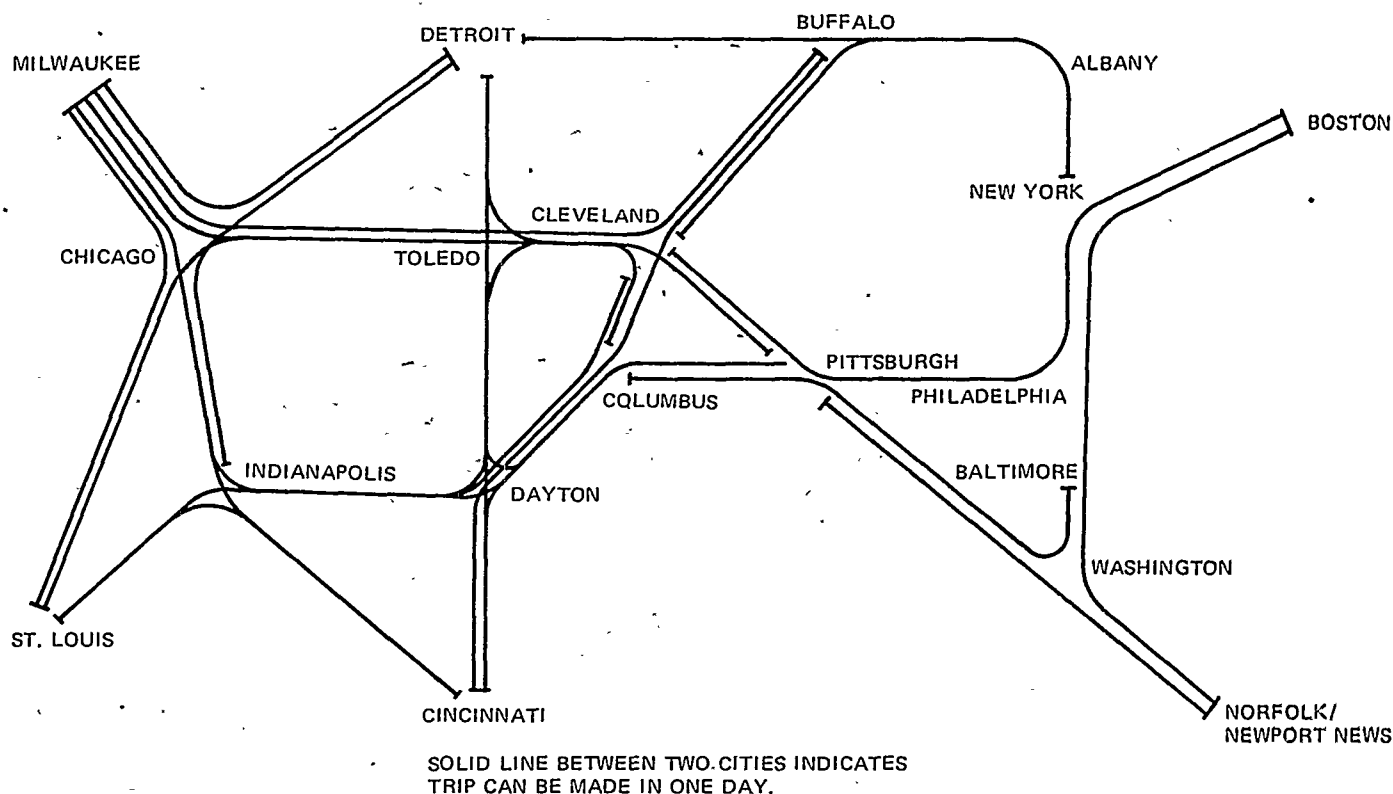 BUFFALO
DETROIT
MILWAUKEE
ALBANY
BOSTON
NEW YORK
CLEVELAND
CHICAGO
TOLEDO
PITTSBURGH
PHILADELPHIA
COLUMBUS
INDIANAPOLIS
BALTIMORE
DAYTON
WASHINGTON
ST. LOUIS
CINCINNATI
NORFOLK/
NEWPORT NEWS
SOLID LINE BETWEEN TWO CITIES INDICATES
TRIP CAN BE MADE IN ONE DAY.